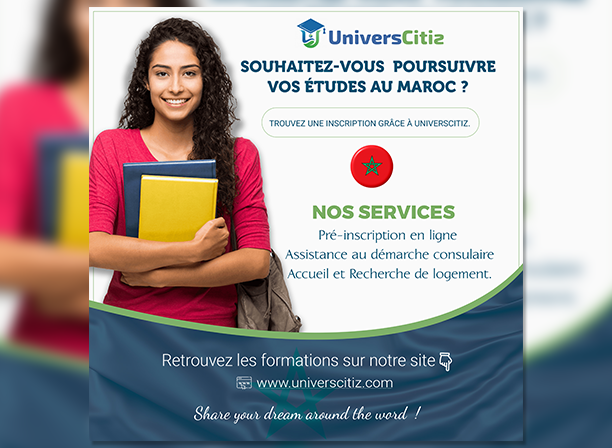 UniversCitiz
SOUHAITEZ-VOUS POURSUIVRE
VOS ÉTUDES AU MAROC ?
TROUVEZ UNE INSCRIPTION GRÂCE À UNIVERSCITIZ.
NOS SERVICES
Pré-inscription en ligne
Assistance au démarche consulaire
Accueil et Recherche de logement.
Retrouvez les formations sur notre site
www.universcitiz.com
Share your dream around the word !